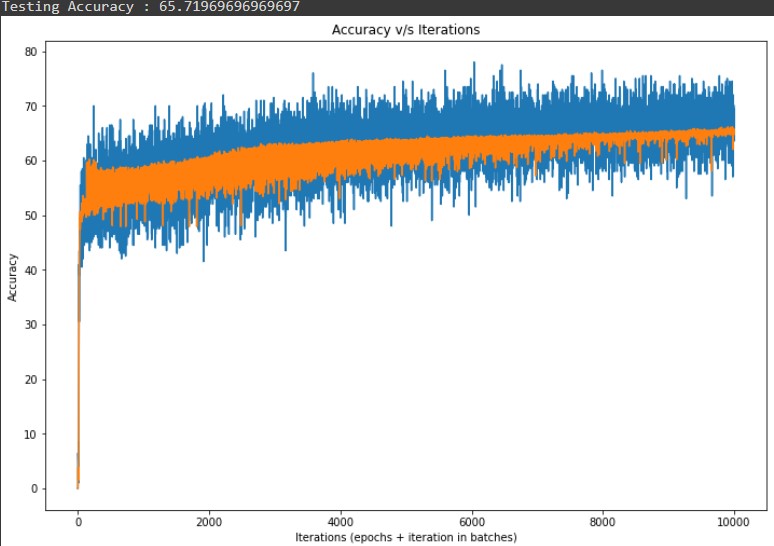 Testing Accuracy : 65.71969696969697
Accuracy v/s Iterations
80
70
60
50
40
30
20
10
0
Accuracy
0 2000 4000 6000 8000 10000
Iterations (epochs + iteration in batches)